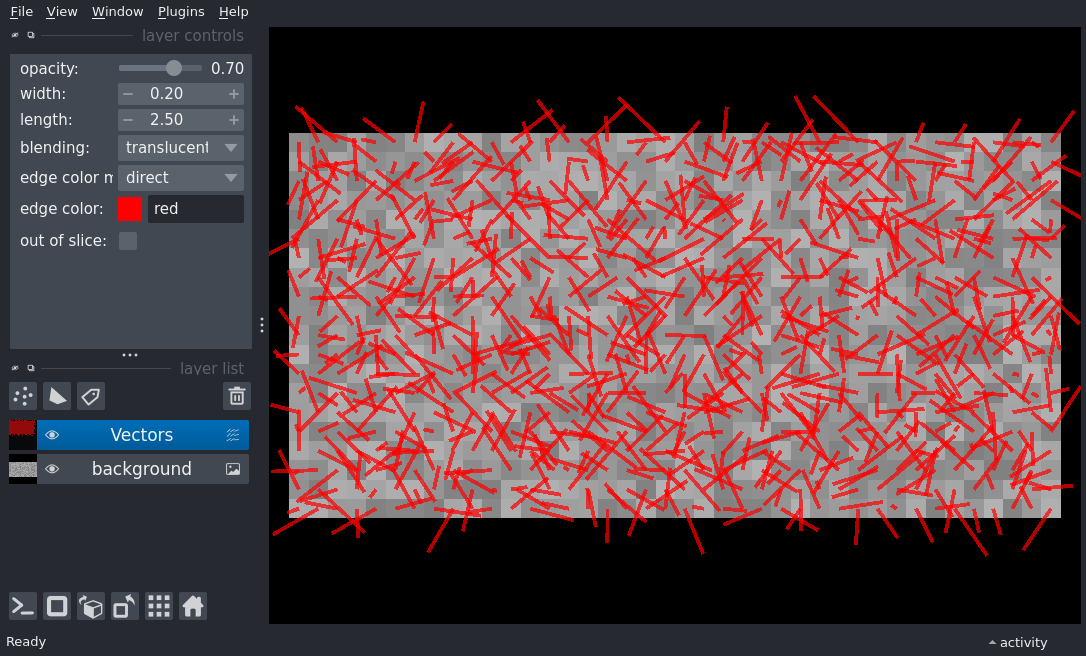 File View Window Plugins Help
layer controls
opacity: 0.70
width: 0.20
length: 2.50
blending: translucent
edge color m direct
edge color: red
out of slice:
layer list
Vectors
background
Ready
activity